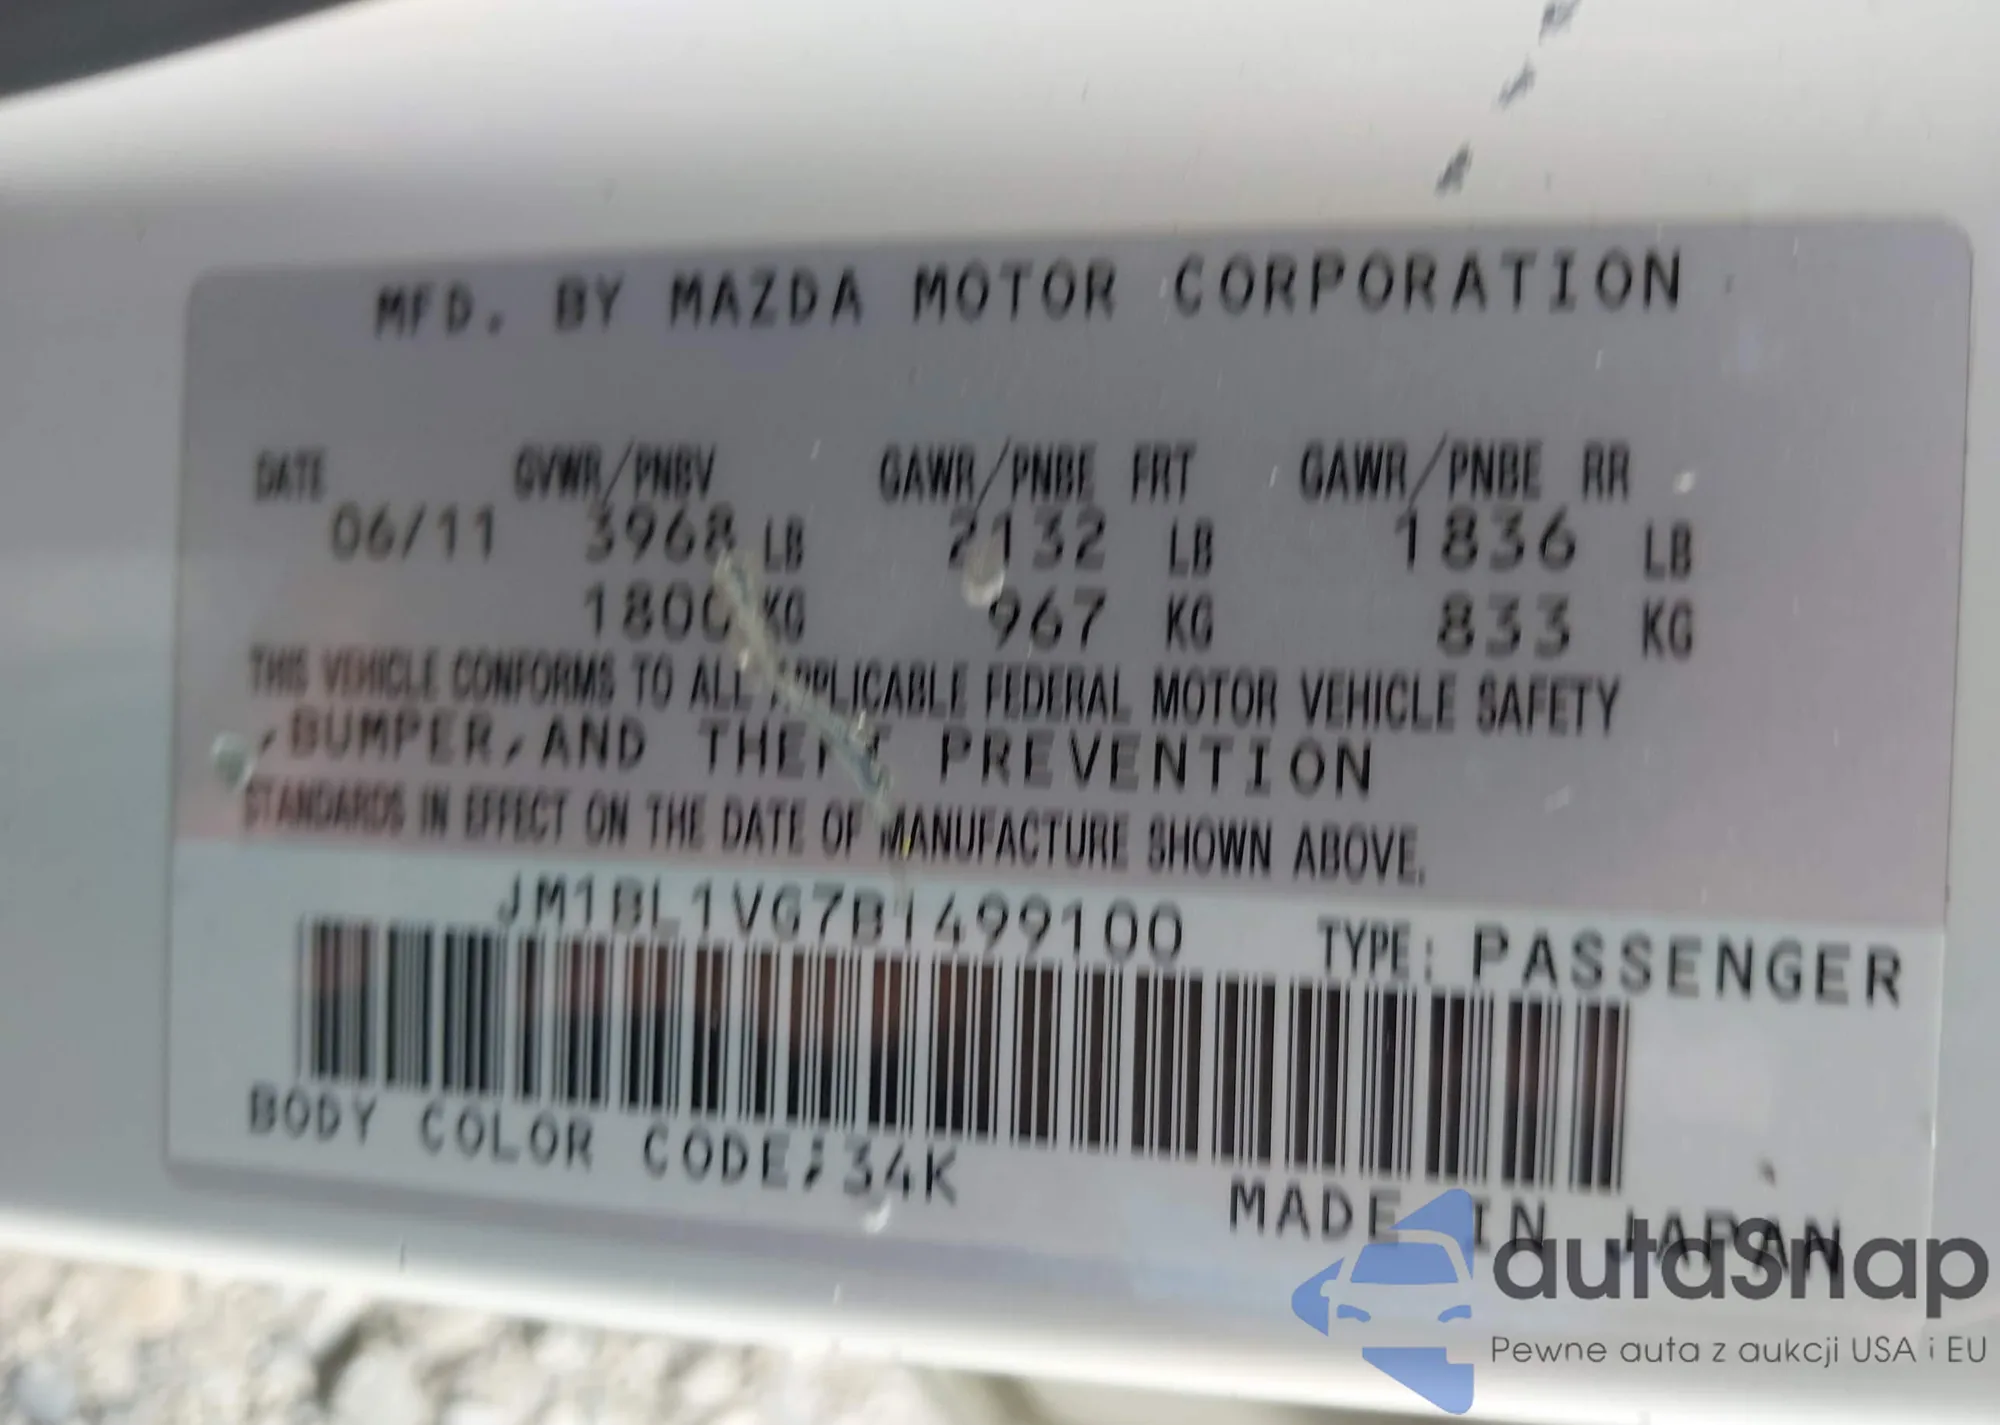 MFD. BY MAZDA MOTOR CORPORATION
DATE GVWR/PNBV GAWR/PNBE FRT GAWR/PNBE RR
06/11 3968 LB 2132 LB 1836 LB
1800 KG 967 KG 833 KG
THIS VEHICLE CONFORMS TO ALL APPLICABLE FEDERAL MOTOR VEHICLE SAFETY
,BUMPER,AND THEFT PREVENTION
STANDARDS IN EFFECT ON THE DATE OF MANUFACTURE SHOWN ABOVE.
JM1BL1VG7B1499100 TYPE: PASSENGER
BODY COLOR CODE:34K
MADE IN JAPAN
autaSnap
Pewne auta z aukcji USA i EU